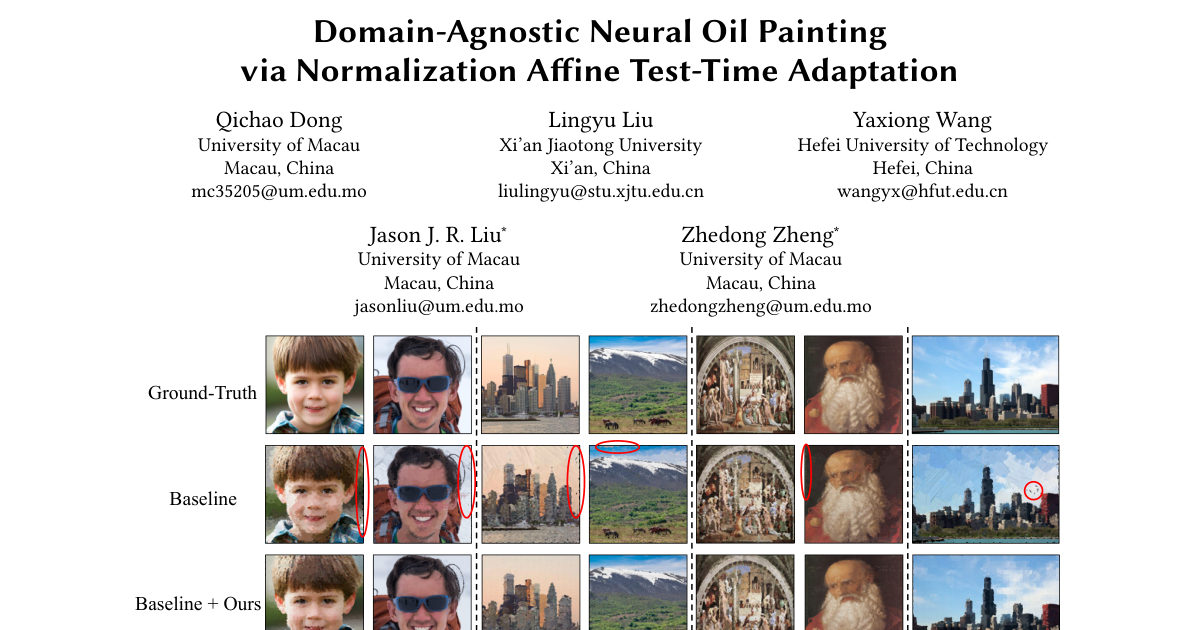 Domain-Agnostic Neural Oil Painting
via Normalization Affine Test-Time Adaptation
Qichao Dong
University of Macau
Macau, China
mc35205@um.edu.mo
Lingyu Liu
Xi'an Jiaotong University
Xi'an, China
liulingyu@stu.xjtu.edu.cn
Yaxiong Wang
Hefei University of Technology
Hefei, China
wangyx@hfut.edu.cn
Jason J. R. Liu*
University of Macau
Macau, China
jasonliu@um.edu.mo
Zhedong Zheng*
University of Macau
Macau, China
zhedongzheng@um.edu.mo
Ground-Truth
Baseline
Baseline + Ours